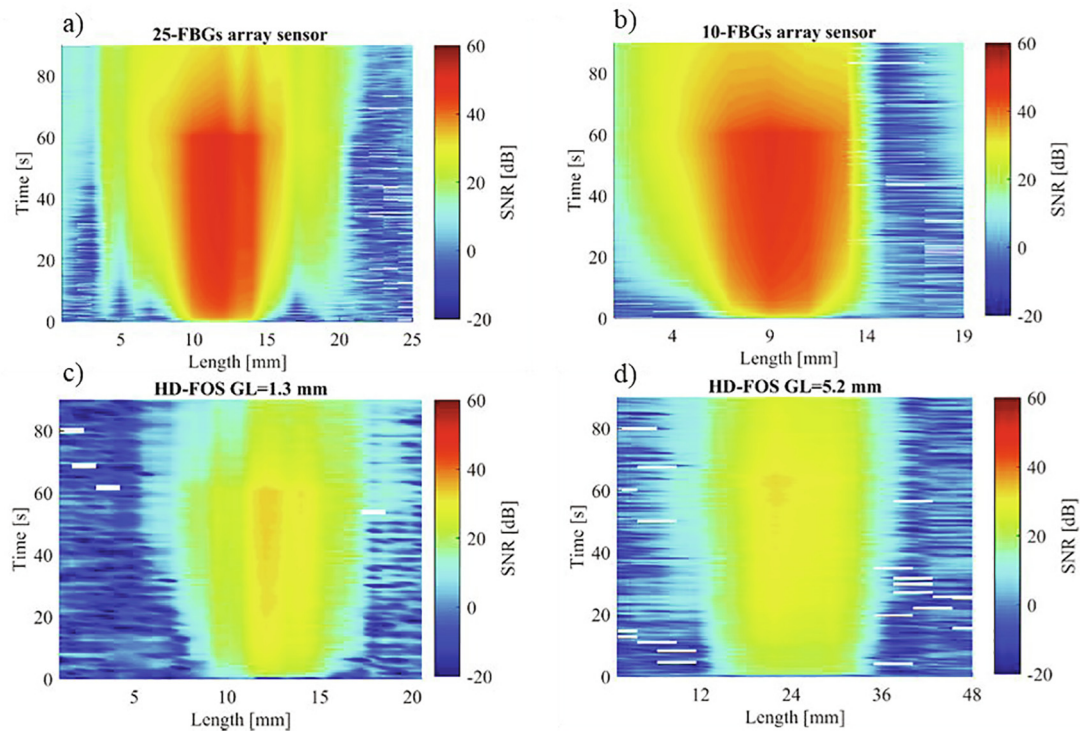 a)
25-FBGs array sensor
80
60
40
20
0
Time [s]
5
10
15
20
25
Length [mm]
60
40
20
0
-20
SNR [dB]
b)
10-FBGs array sensor
80
60
40
20
0
Time [s]
4
9
14
19
Length [mm]
60
40
20
0
-20
SNR [dB]
c)
HD-FOS GL=1.3 mm
80
60
40
20
0
Time [s]
5
10
15
20
Length [mm]
60
40
20
0
-20
SNR [dB]
d)
HD-FOS GL=5.2 mm
80
60
40
20
0
Time [s]
12
24
36
48
Length [mm]
60
40
20
0
-20
SNR [dB]